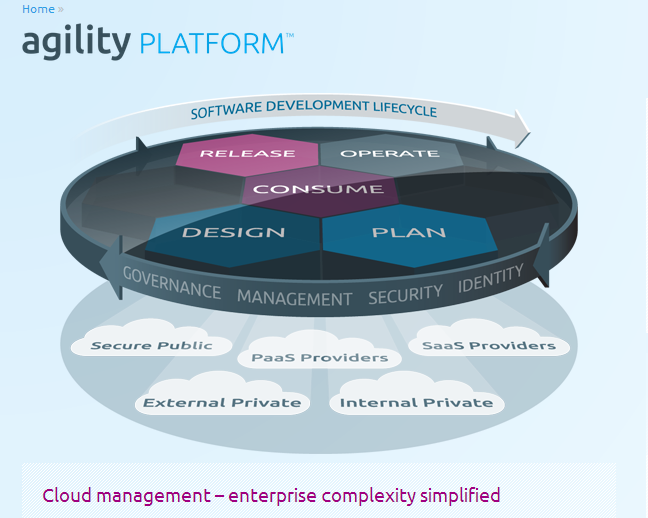 Home »
agility PLATFORM™
SOFTWARE DEVELOPMENT LIFECYCLE
RELEASE OPERATE
CONSUME
DESIGN PLAN
GOVERNANCE MANAGEMENT SECURITY IDENTITY
Secure Public PaaS Providers SaaS Providers
External Private Internal Private
Cloud management – enterprise complexity simplified